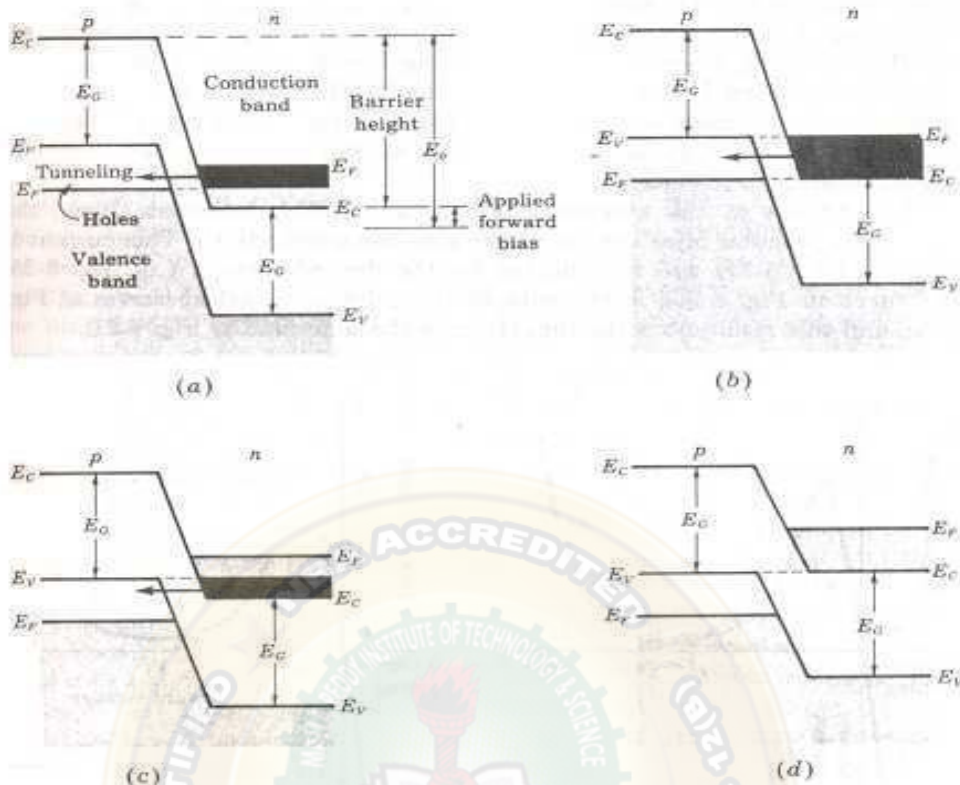 p n
E_C
E_G
Conduction band
Barrier height
E_o
E_V
Tunneling
E_F
Holes
E_C
Applied forward bias
Valence band
E_G
E_V
(a)
p n
E_C
E_G
E_V
E_F
E_F
E_C
E_G
E_V
(b)
p n
E_C
E_G
E_F
E_V
E_C
E_F
E_G
E_V
(c)
p n
E_C
E_G
E_F
E_V
E_C
E_F
E_G
E_V
(d)
ACCREDITED
REDDY INSTITUTE OF TECHNOLOGY & SCIENCE